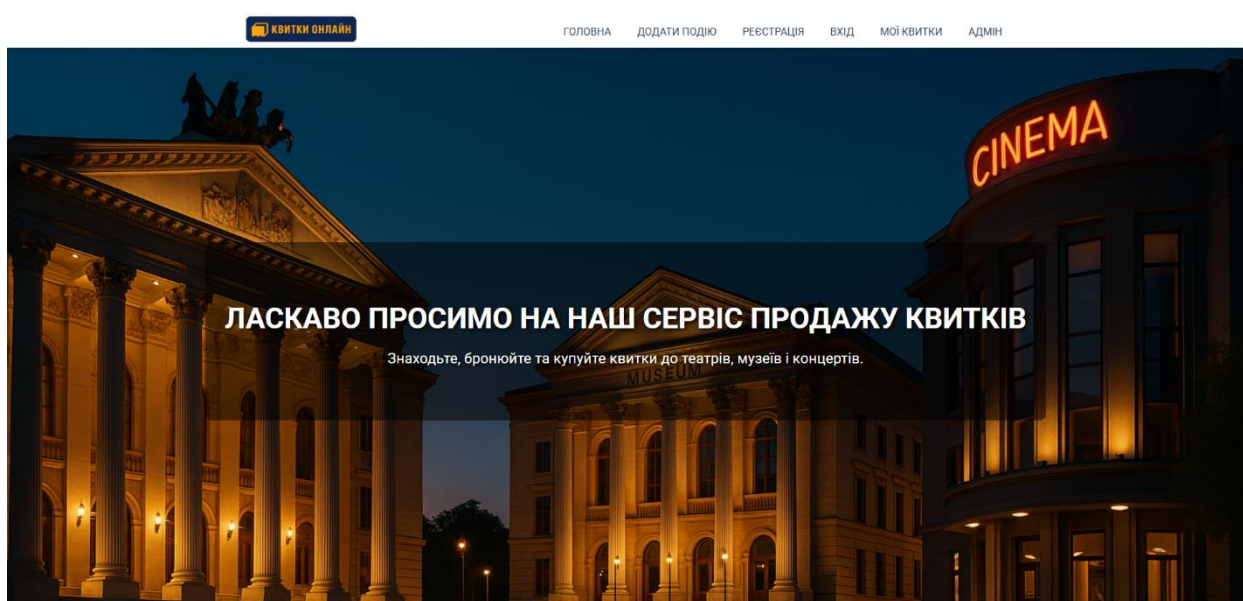 КВИТКИ ОНЛАЙН
ГОЛОВНА ДОДАТИ ПОДІЮ РЕЄСТРАЦІЯ ВХІД МОЇ КВИТКИ АДМІН
CINEMA
ЛАСКАВО ПРОСИМО НА НАШ СЕРВІС ПРОДАЖУ КВИТКІВ
Знаходьте, бронюйте та купуйте квитки до театрів, музеїв і концертів.
MUSEUM